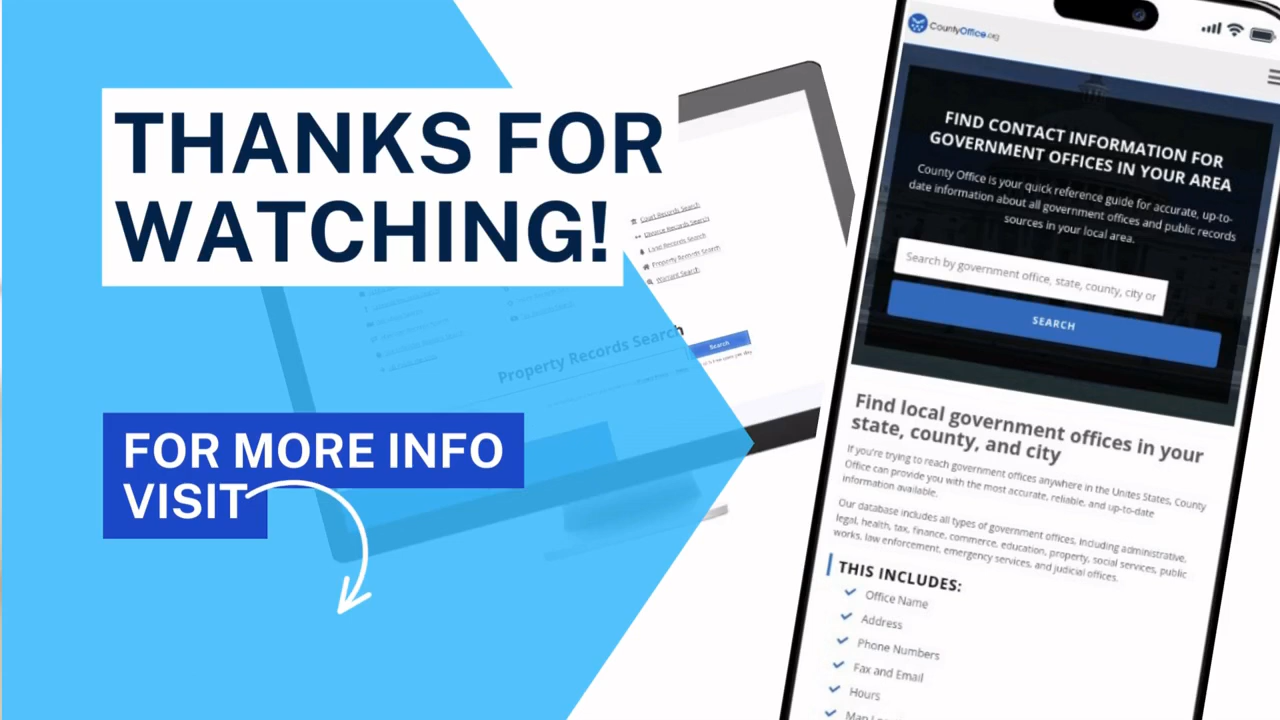 THANKS FOR
WATCHING!
FOR MORE INFO
VISIT
Court Records Search
Divorce Records Search
Land Records Search
Property Records Search
Warrant Search
Property Records Search
Search
CountyOffice.org
FIND CONTACT INFORMATION FOR
GOVERNMENT OFFICES IN YOUR AREA
County Office is your quick reference guide for accurate, up-to-
date information about all government offices and public records
sources in your local area.
Search by government office, state, county, city or
SEARCH
Find local government offices in your
state, county, and city
If you're trying to reach government offices anywhere in the Unites States, County
Office can provide you with the most accurate, reliable, and up-to-date
information available.
Our database includes all types of government offices, including administrative,
legal, health, tax, finance, commerce, education, property, social services, public
works, law enforcement, emergency services, and judicial offices.
THIS INCLUDES:
Office Name
Address
Phone Numbers
Fax and Email
Hours